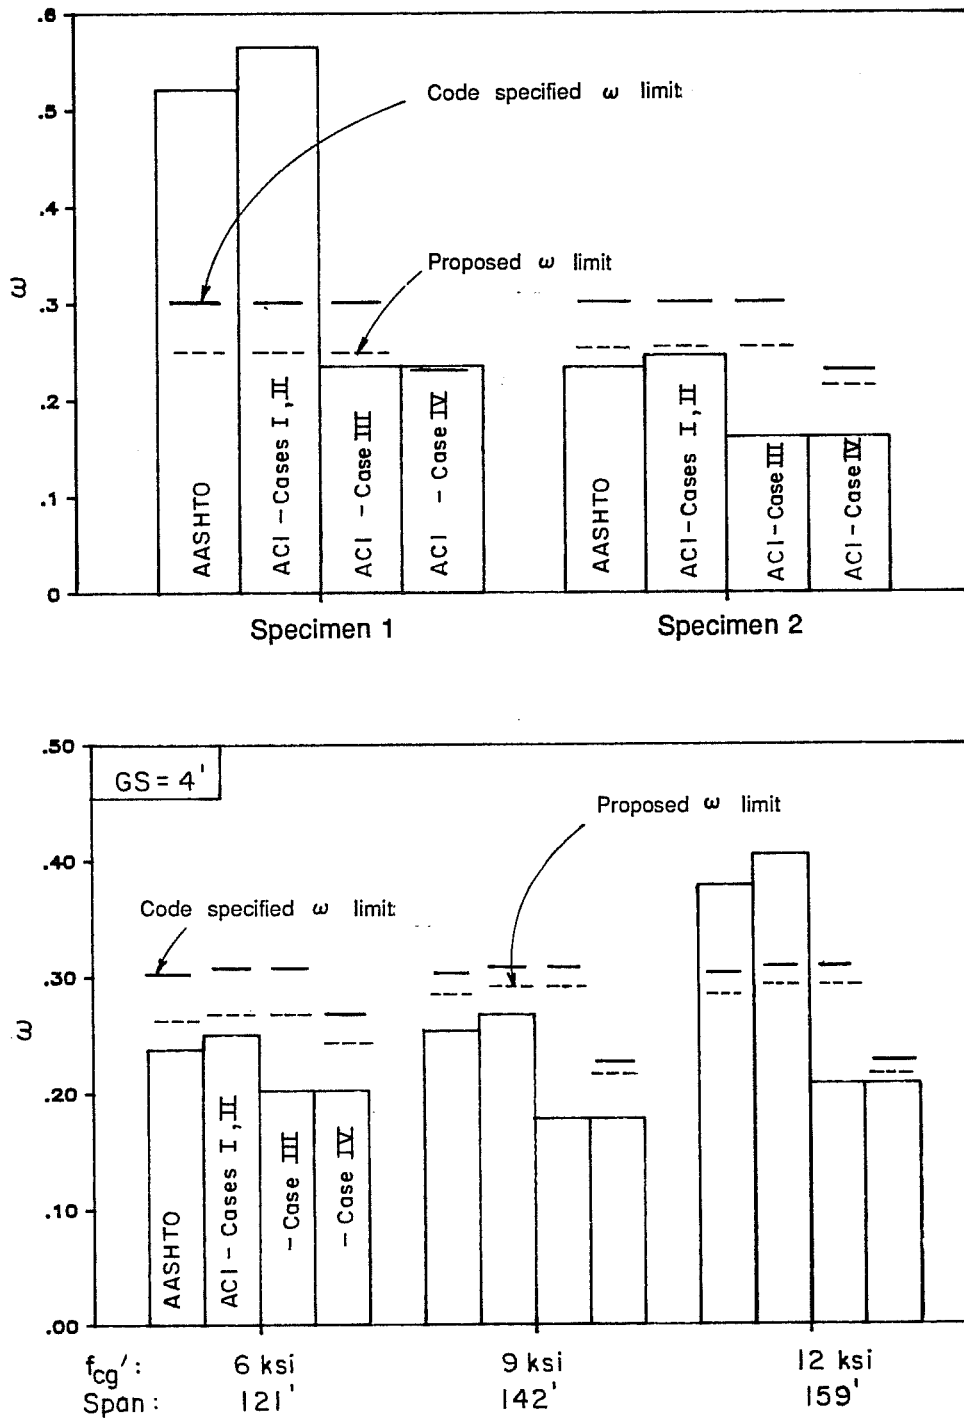 .6
.5
.4
.3
.2
.1
0
ω
Code specified ω limit
Proposed ω limit
AASHTO
ACI - Cases I, II
ACI - Case III
ACI - Case IV
AASHTO
ACI - Cases I, II
ACI - Case III
ACI - Case IV
Specimen 1
Specimen 2
.50
.40
.30
.20
.10
.00
ω
GS = 4'
Proposed ω limit
Code specified ω limit
AASHTO
ACI - Cases I, II
- Case III
- Case IV
fcg': 6 ksi 9 ksi 12 ksi
Span: 121' 142' 159'